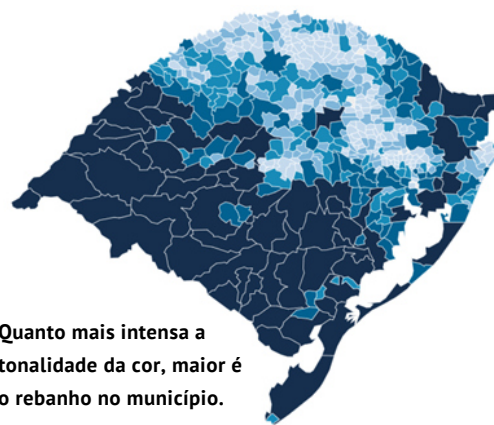 Quanto mais intensa a
tonalidade da cor, maior é
o rebanho no município.